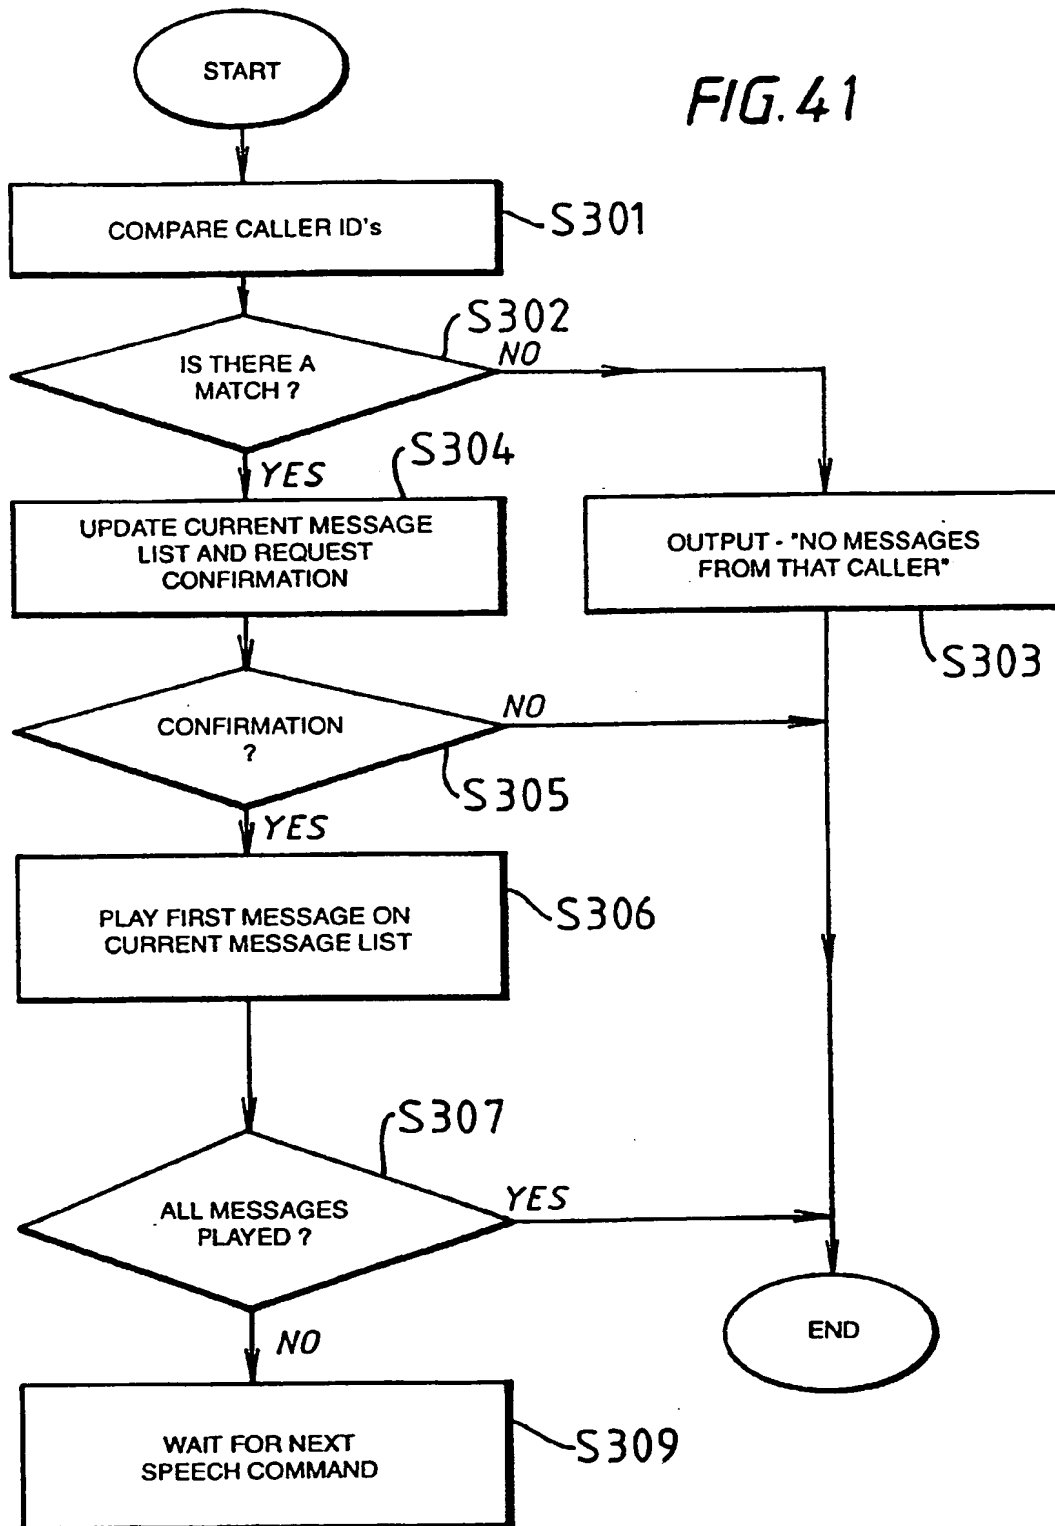 START
FIG. 41
COMPARE CALLER ID's
S301
S302
IS THERE A
MATCH ?
NO
YES
S304
UPDATE CURRENT MESSAGE
LIST AND REQUEST
CONFIRMATION
OUTPUT - "NO MESSAGES
FROM THAT CALLER"
S303
CONFIRMATION
?
NO
S305
YES
PLAY FIRST MESSAGE ON
CURRENT MESSAGE LIST
S306
S307
ALL MESSAGES
PLAYED ?
YES
END
NO
WAIT FOR NEXT
SPEECH COMMAND
S309